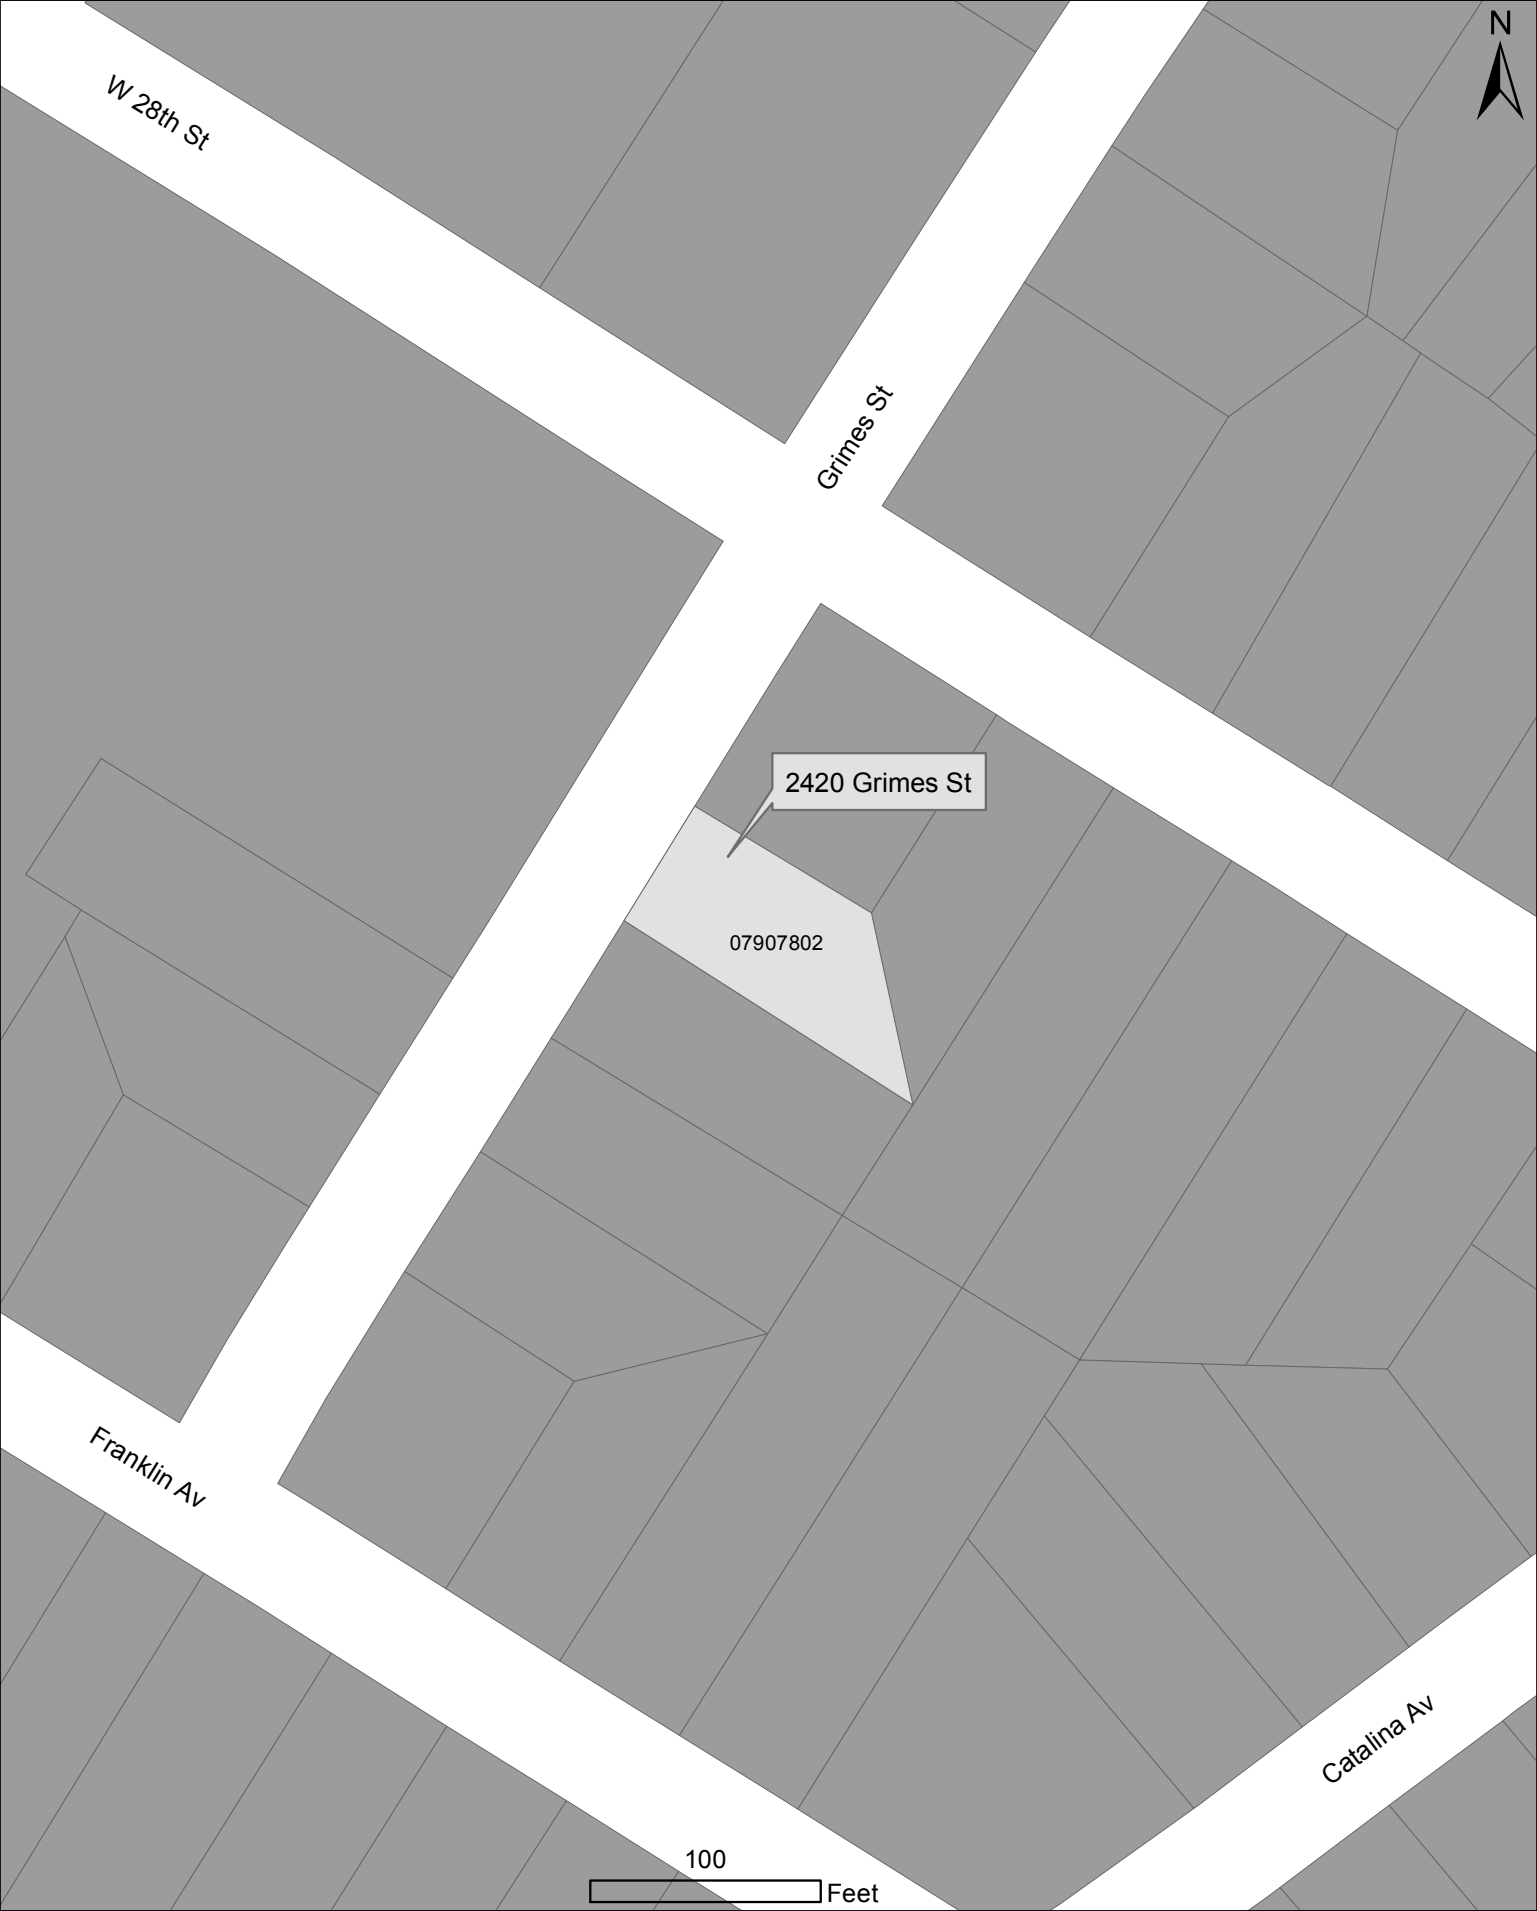 N
W 28th St
Grimes St
2420 Grimes St
07907802
Franklin Av
Catalina Av
100
Feet